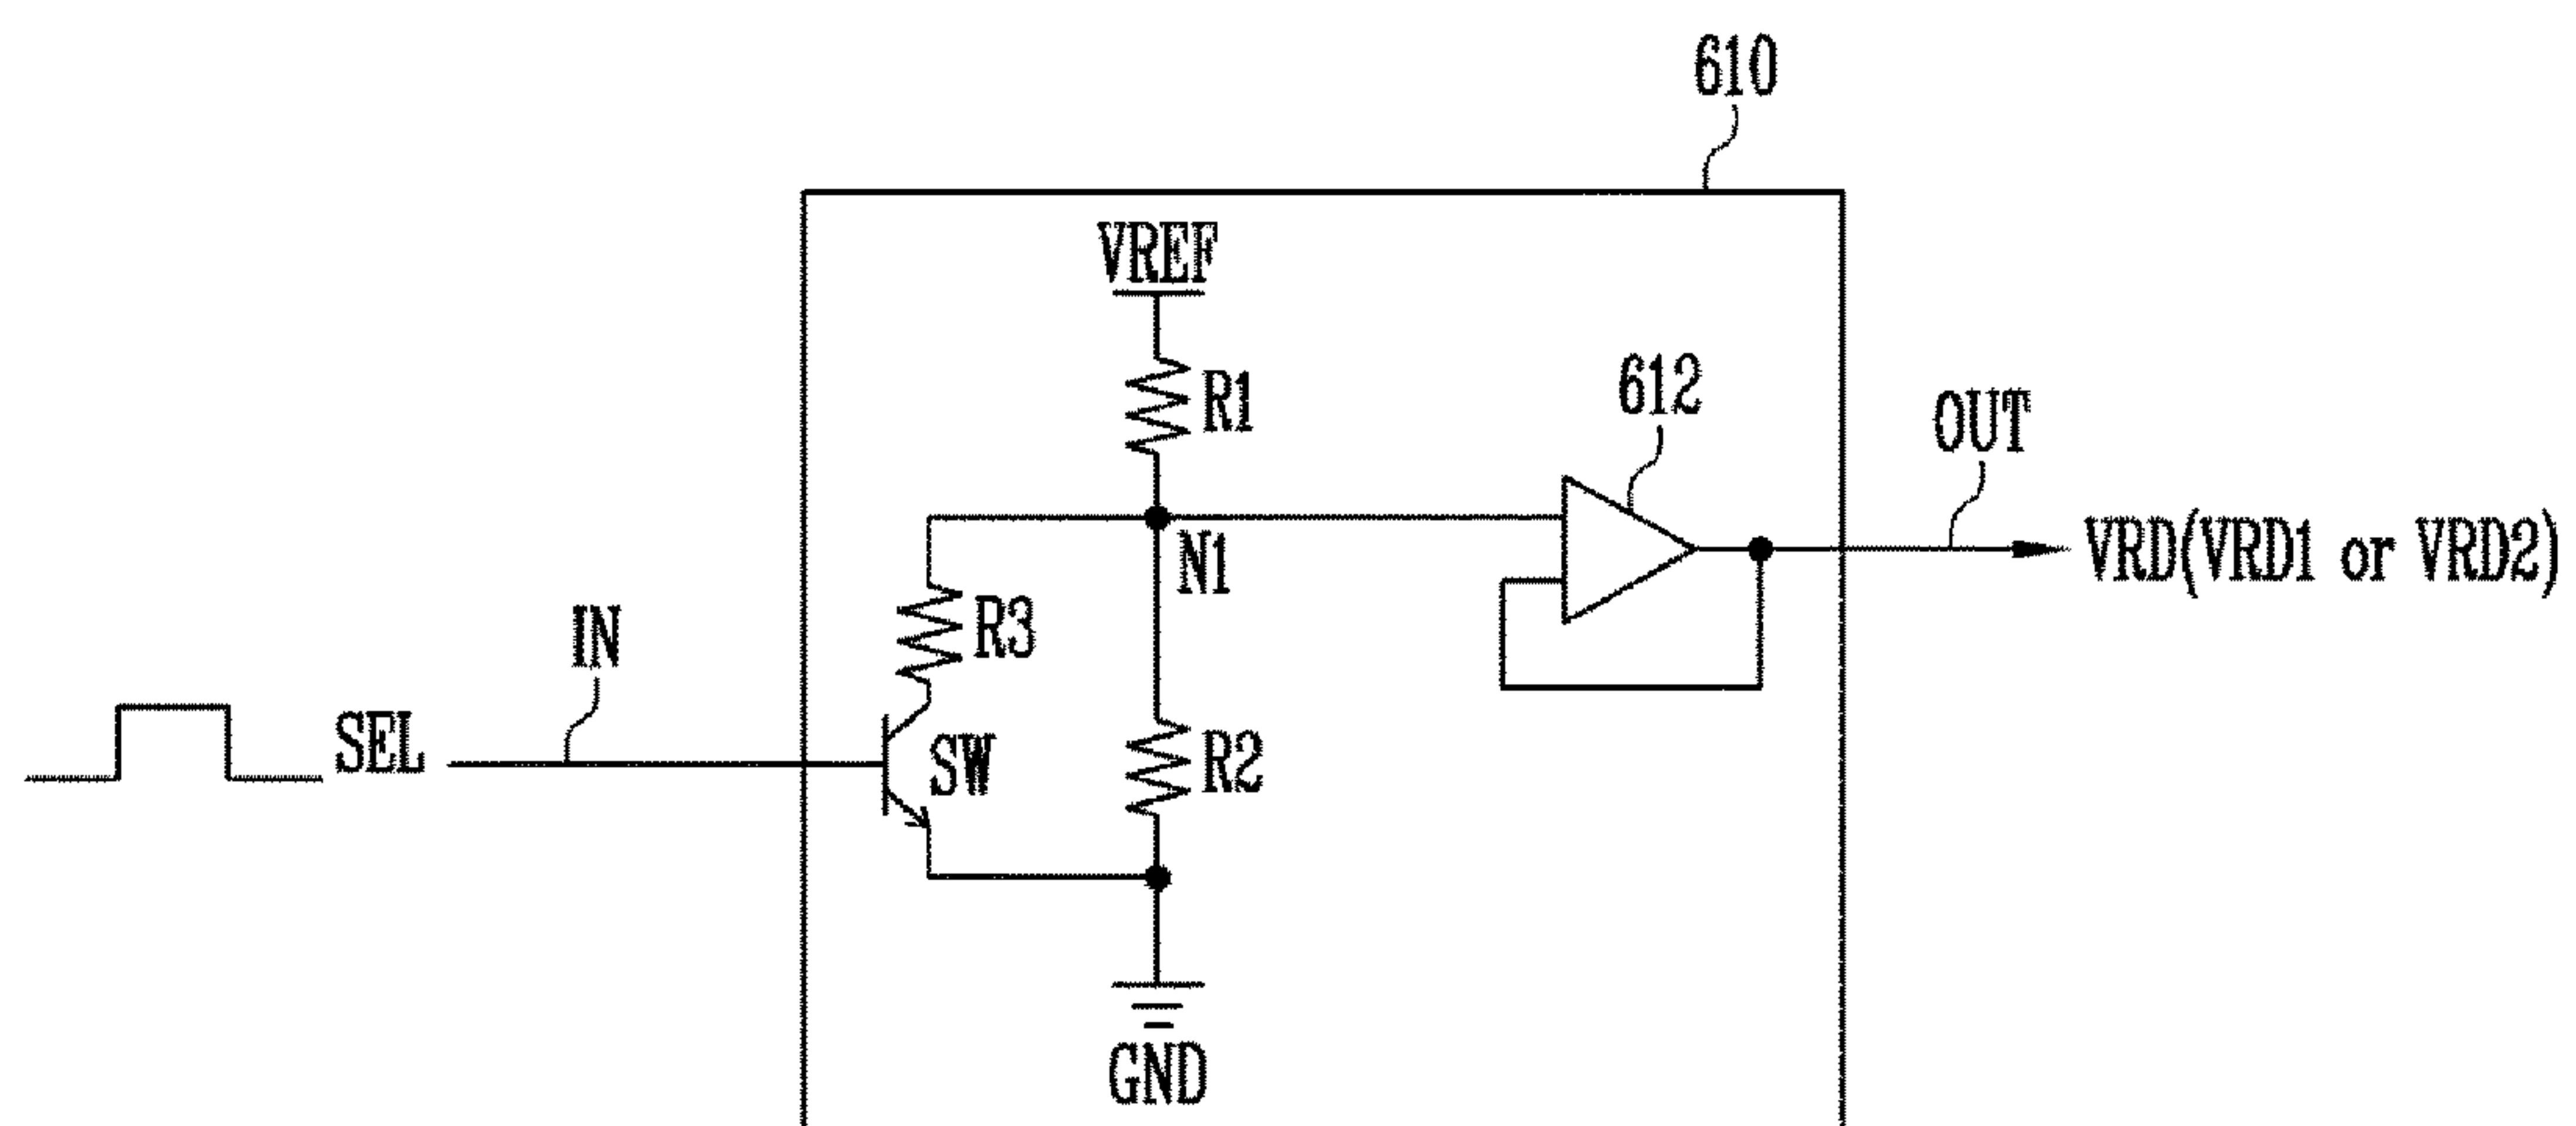 610
VREF
R1
612
OUT
N1
VRD(VRD1 or VRD2)
R3
IN
SEL
SW
R2
GND